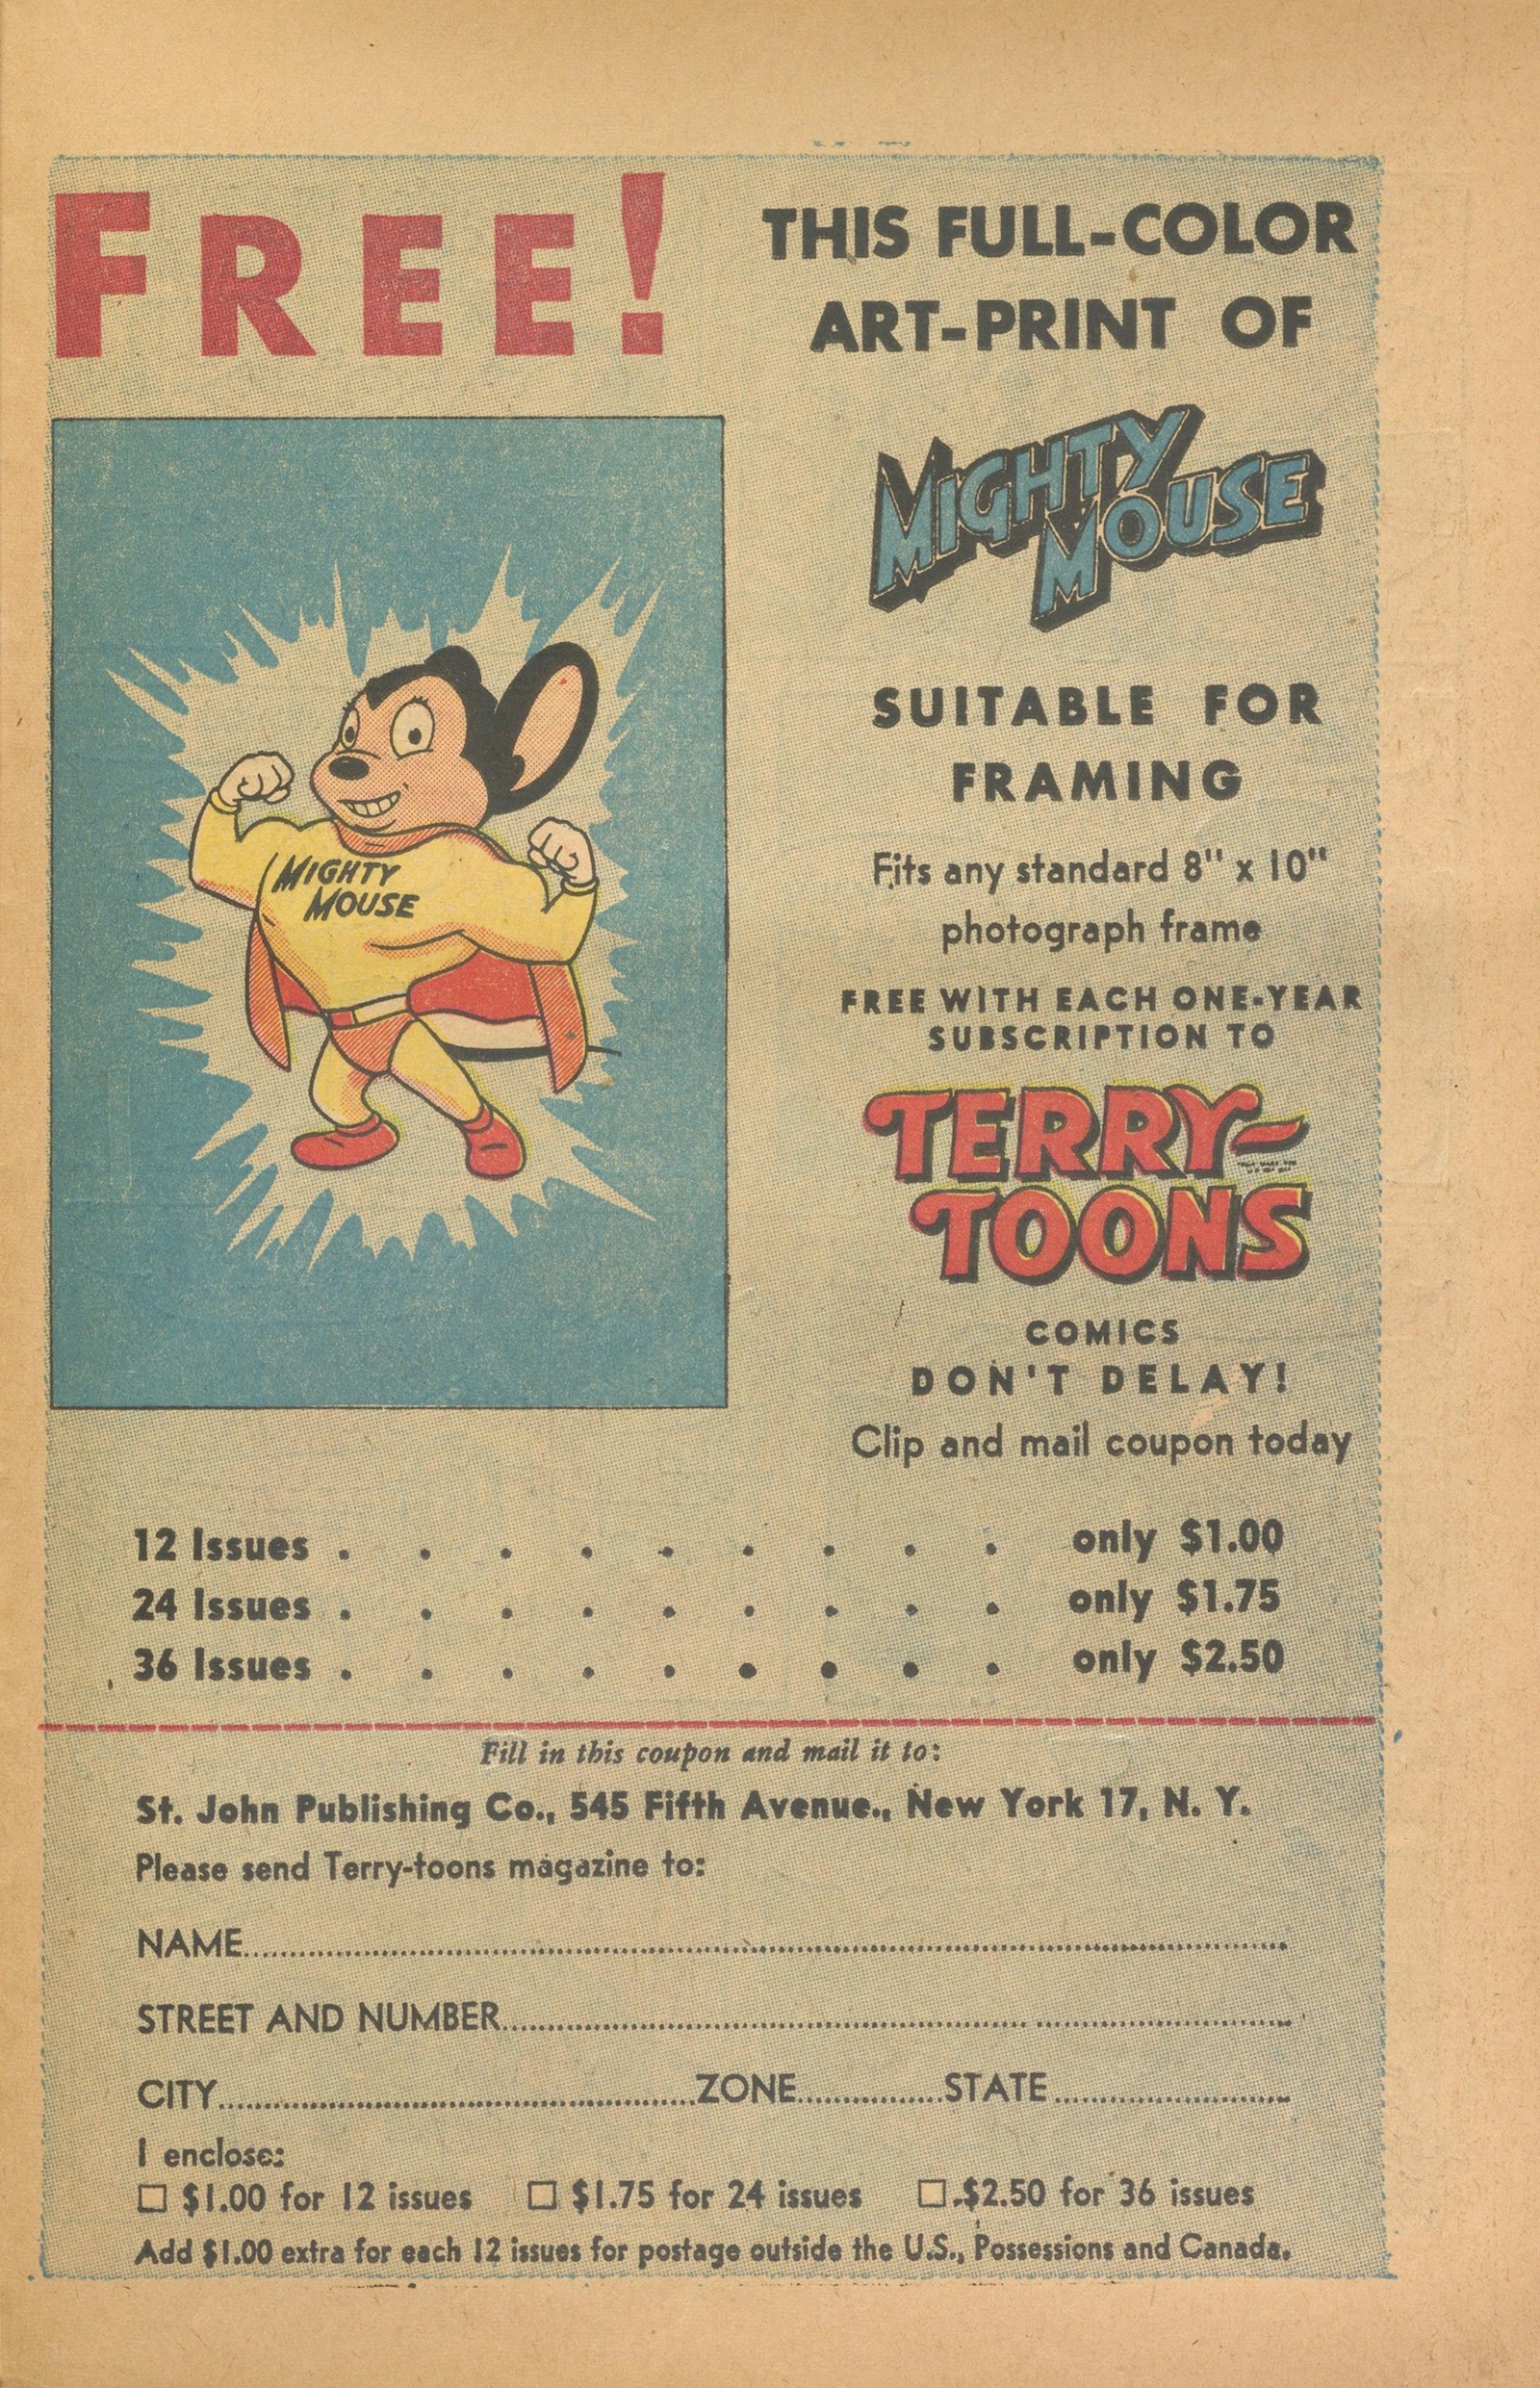 FREE!
THIS FULL-COLOR
ART-PRINT OF
MIGHTY
MOUSE
MIGHTY
MOUSE
SUITABLE FOR
FRAMING
Fits any standard 8" x 10"
photograph frame
FREE WITH EACH ONE-YEAR
SUBSCRIPTION TO
TERRY-
TOONS
COMICS
DON'T DELAY!
Clip and mail coupon today
12 Issues . . . . . . . . . only $1.00
24 Issues . . . . . . . . . only $1.75
36 Issues . . . . . . . . . only $2.50
Fill in this coupon and mail it to:
St. John Publishing Co., 545 Fifth Avenue., New York 17, N. Y.
Please send Terry-toons magazine to:
NAME
STREET AND NUMBER
CITY ZONE STATE
I enclose:
☐ $1.00 for 12 issues ☐ $1.75 for 24 issues ☐ $2.50 for 36 issues
Add $1.00 extra for each 12 issues for postage outside the U.S., Possessions and Canada.